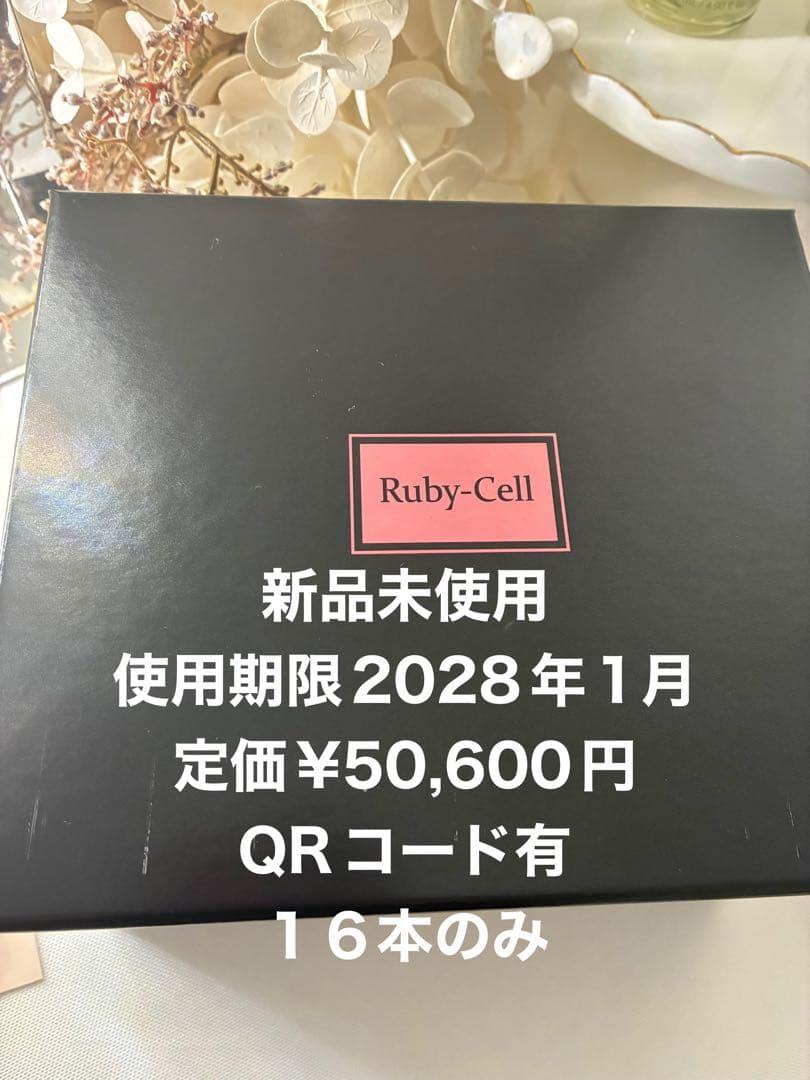 Ruby-Cell
新品未使用
使用期限2028年1月
定価¥50,600円
QRコード有
16本のみ